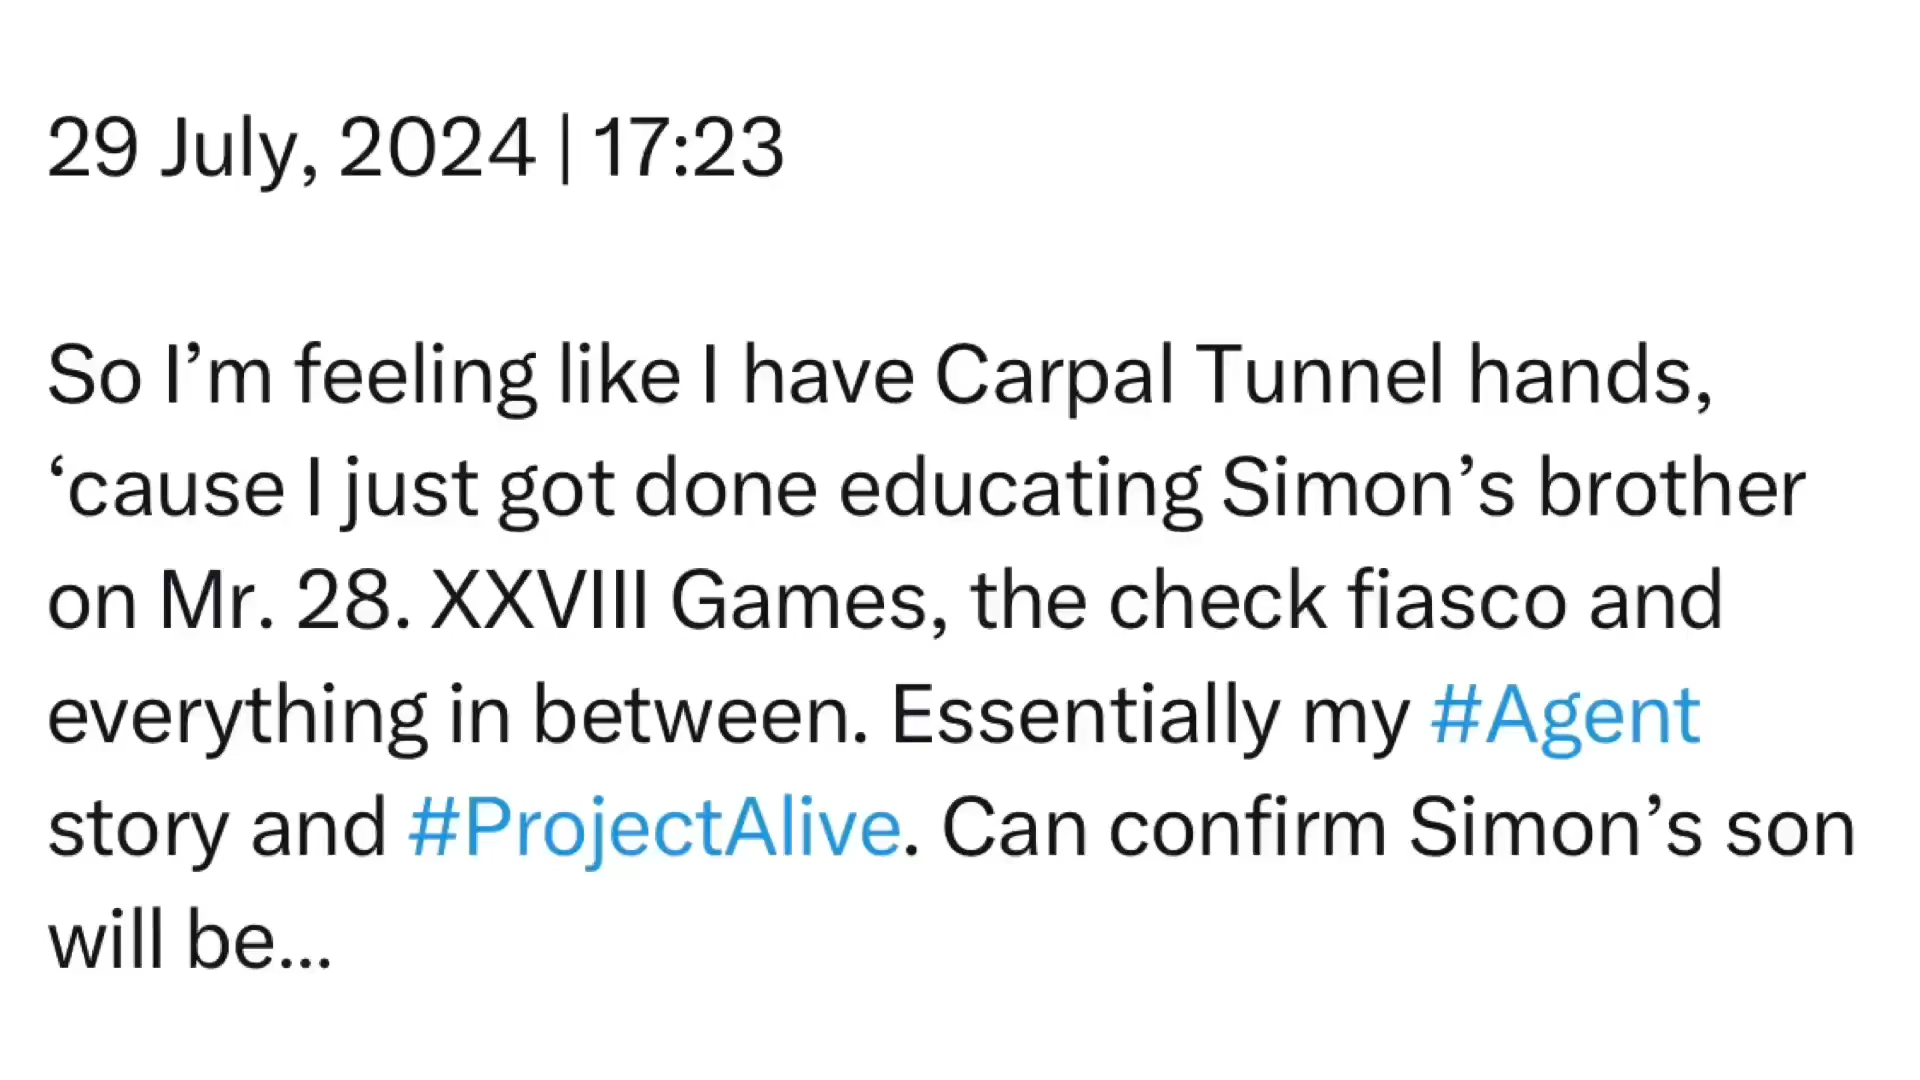 29 July, 2024 | 17:23
So I’m feeling like I have Carpal Tunnel hands,
‘cause I just got done educating Simon’s brother
on Mr. 28. XXVIII Games, the check fiasco and
everything in between. Essentially my #Agent
story and #ProjectAlive. Can confirm Simon’s son
will be...